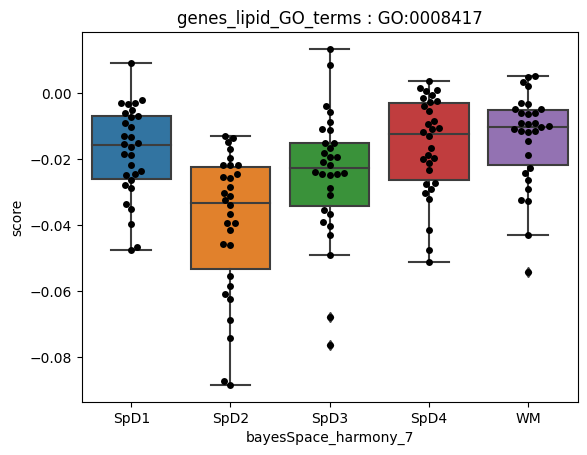 genes_lipid_GO_terms : GO:0008417
0.00
−0.02
−0.04
−0.06
−0.08
score
SpD1 SpD2 SpD3 SpD4 WM
bayesSpace_harmony_7